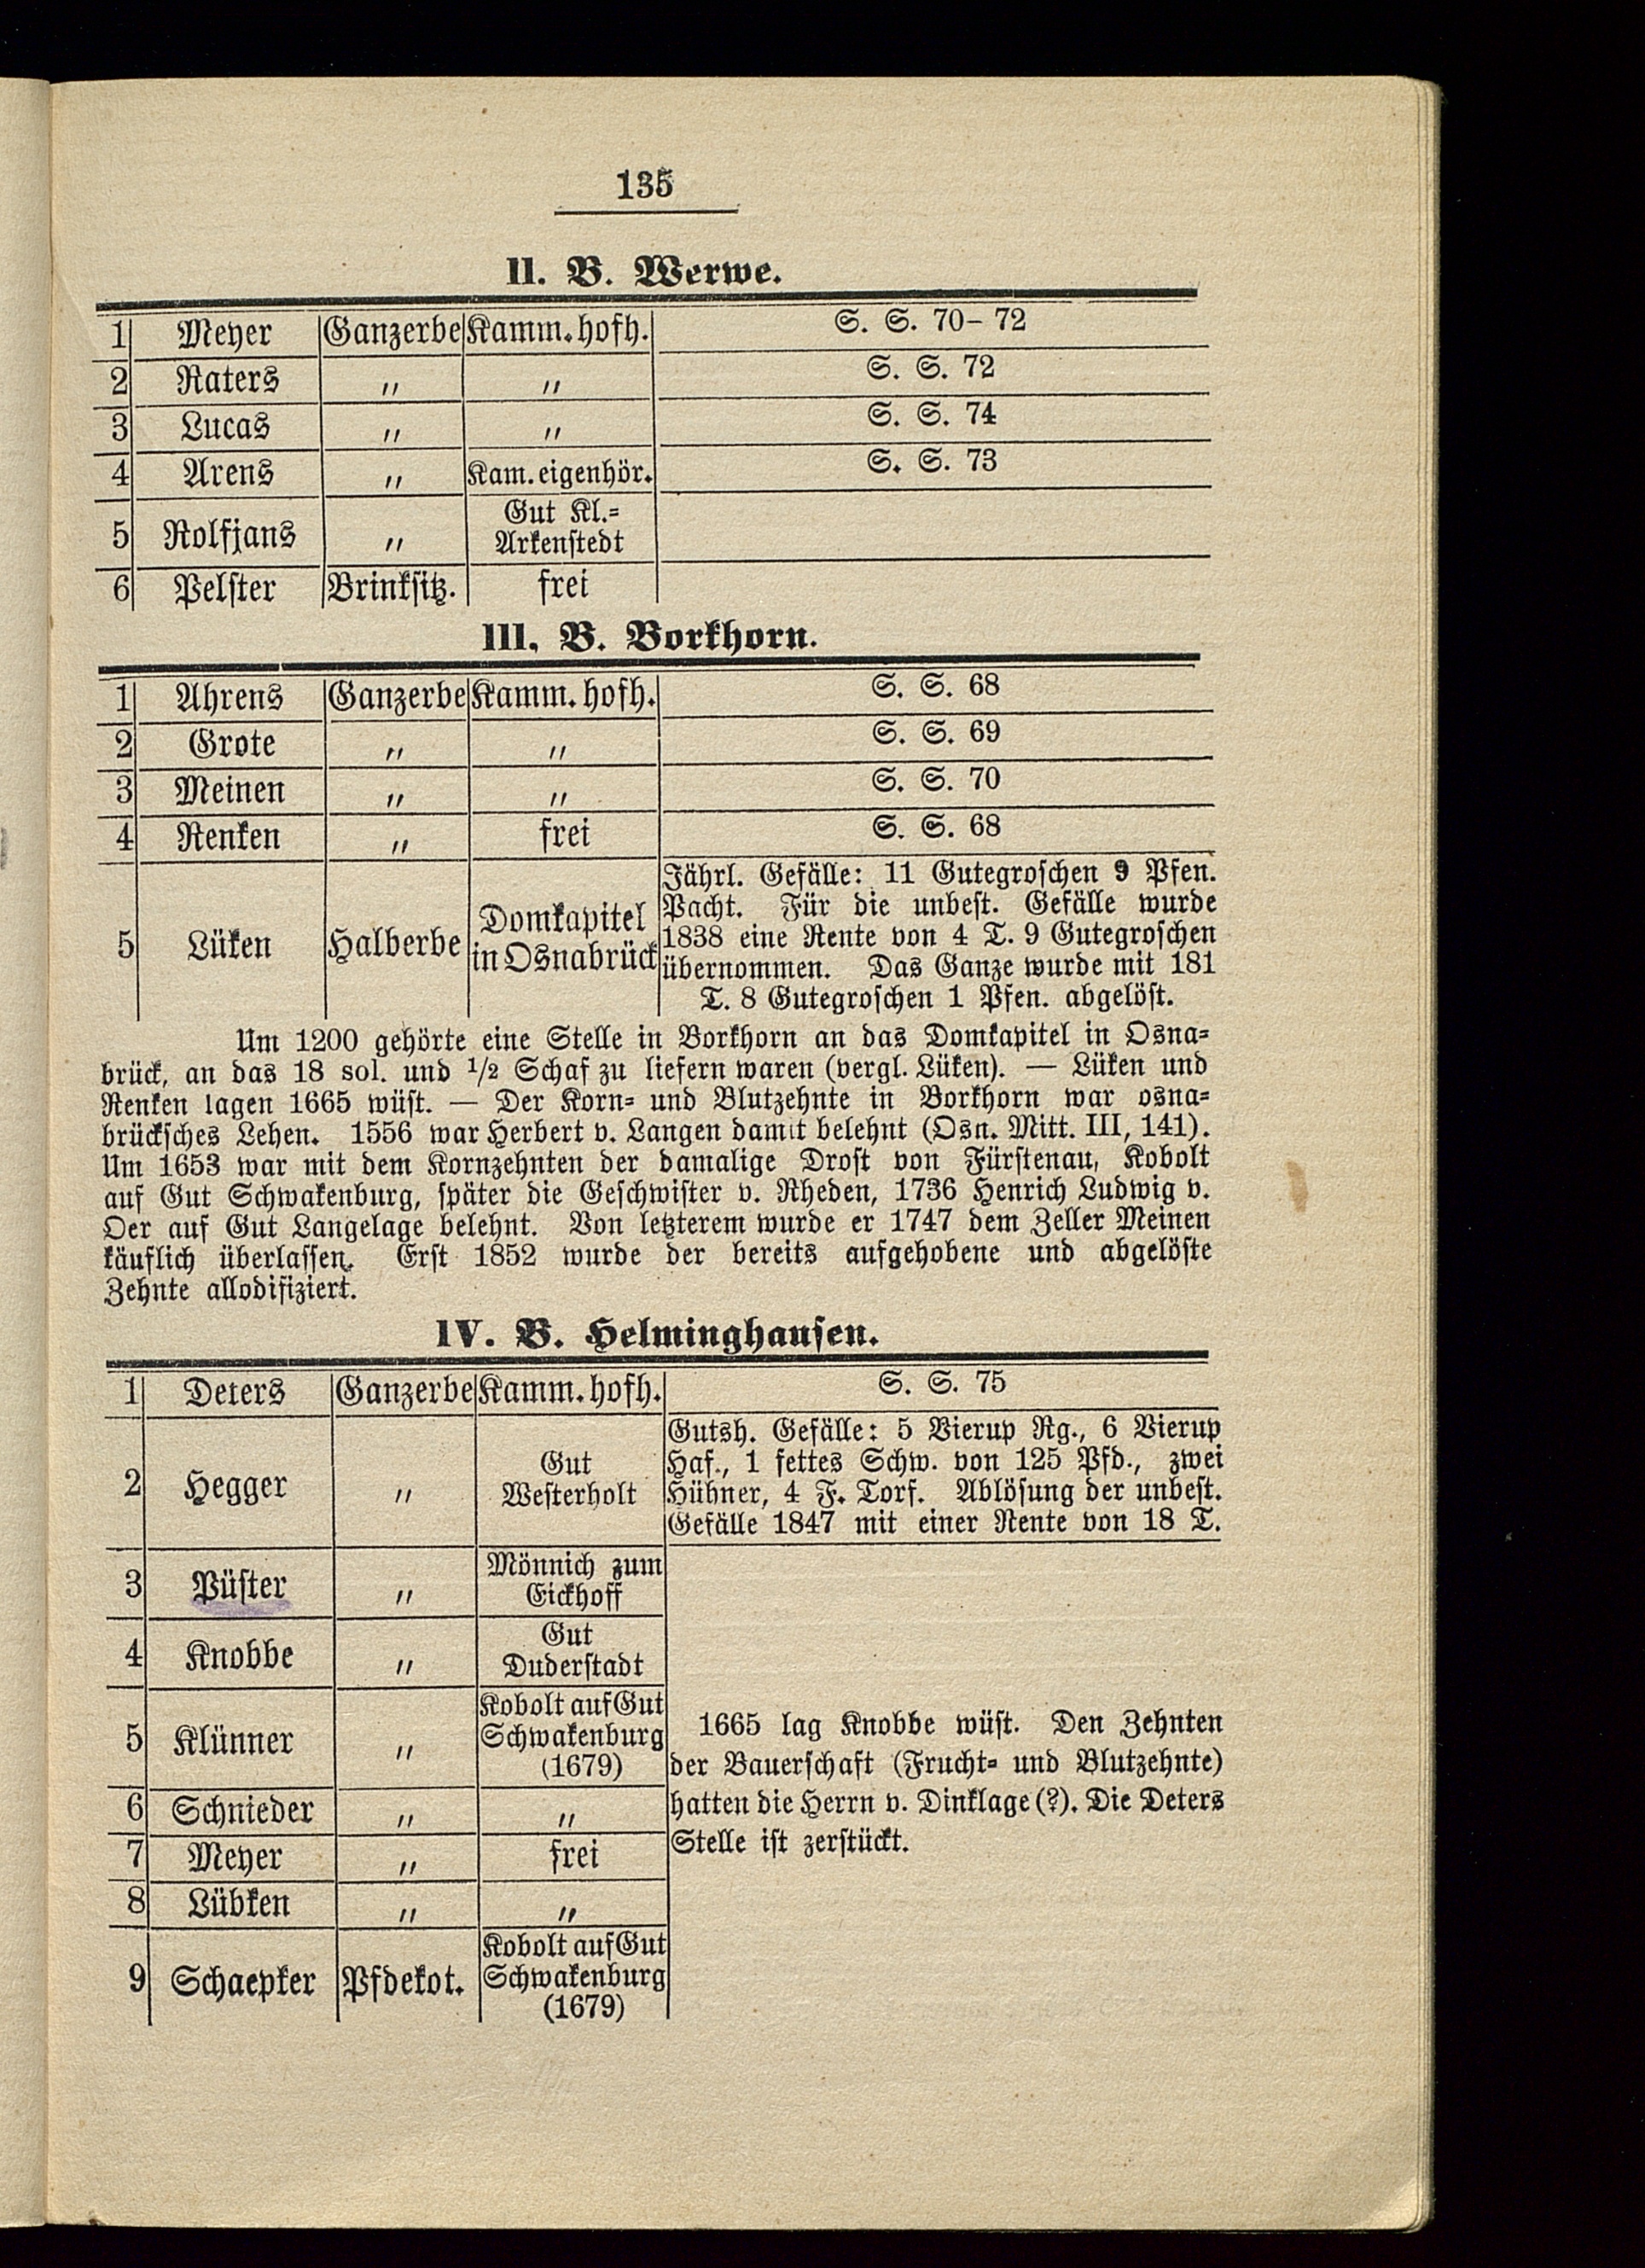 135
II. B. Werwe.
1 Meyer Ganzerbe Kamm. hofh. S. S. 70-72
2 Raters " " S. S. 72
3 Lucas " " S. S. 74
4 Arens " Kam. eigenhör. S. S. 73
5 Rolfjans " Gut Kl.-
Arkenstedt
6 Pelster Brinksitz. frei
III. B. Borkhorn.
1 Ahrens Ganzerbe Kamm. hofh. S. S. 68
2 Grote " " S. S. 69
3 Meinen " " S. S. 70
4 Renken " frei S. S. 68
5 Lüken Halberbe Domkapitel
in Osnabrück
Jährl. Gefälle: 11 Gutegroschen 9 Pfen.
Pacht. Für die unbest. Gefälle wurde
1838 eine Rente von 4 T. 9 Gutegroschen
übernommen. Das Ganze wurde mit 181
T. 8 Gutegroschen 1 Pfen. abgelöst.
Um 1200 gehörte eine Stelle in Borkhorn an das Domkapitel in Osna-
brück, an das 18 sol. und 1/2 Schaf zu liefern waren (vergl. Lüken). — Lüken und
Renken lagen 1665 wüst. — Der Korn- und Blutzehnte in Borkhorn war osna-
brücksches Lehen. 1556 war Herbert v. Langen damit belehnt (Osn. Mitt. III, 141).
Um 1653 war mit dem Kornzehnten der damalige Drost von Fürstenau, Kobolt
auf Gut Schwakenburg, später die Geschwister v. Rheden, 1736 Henrich Ludwig v.
Oer auf Gut Langelage belehnt. Von letzterem wurde er 1747 dem Zeller Meinen
käuflich überlassen. Erst 1852 wurde der bereits aufgehobene und abgelöste
Zehnte allodifiziert.
IV. B. Helminghausen.
1 Deters Ganzerbe Kamm. hofh. S. S. 75
2 Hegger " Gut
Westerholt
Gutsh. Gefälle: 5 Vierup Rg., 6 Vierup
Haf., 1 fettes Schw. von 125 Pfd., zwei
Hühner, 4 F. Torf. Ablösung der unbest.
Gefälle 1847 mit einer Rente von 18 T.
3 Püster " Mönnich zum
Eickhoff
4 Knobbe " Gut
Duderstadt
5 Klünner " Kobolt auf Gut
Schwakenburg
(1679)
6 Schnieder " "
7 Meyer " frei
8 Lübken " "
9 Schaepker Pfdekot. Kobolt auf Gut
Schwakenburg
(1679)
1665 lag Knobbe wüst. Den Zehnten
der Bauerschaft (Frucht- und Blutzehnte)
hatten die Herrn v. Dinklage (?). Die Deters
Stelle ist zerstückt.